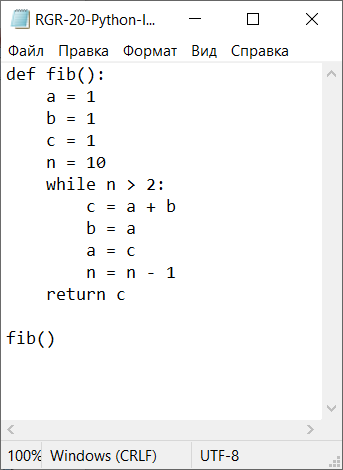 RGR-20-Python-I...
Файл Правка Формат Вид Справка
def fib():
    a = 1
    b = 1
    c = 1
    n = 10
    while n > 2:
        c = a + b
        b = a
        a = c
        n = n - 1
    return c

fib()
100% Windows (CRLF) UTF-8